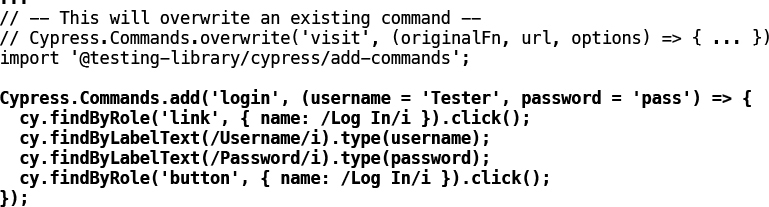 // -- This will overwrite an existing command --
// Cypress.Commands.overwrite('visit', (originalFn, url, options) => { ... })
import '@testing-library/cypress/add-commands';
Cypress.Commands.add('login', (username = 'Tester', password = 'pass') => {
  cy.findByRole('link', { name: /Log In/i }).click();
  cy.findByLabelText(/Username/i).type(username);
  cy.findByLabelText(/Password/i).type(password);
  cy.findByRole('button', { name: /Log In/i }).click();
});